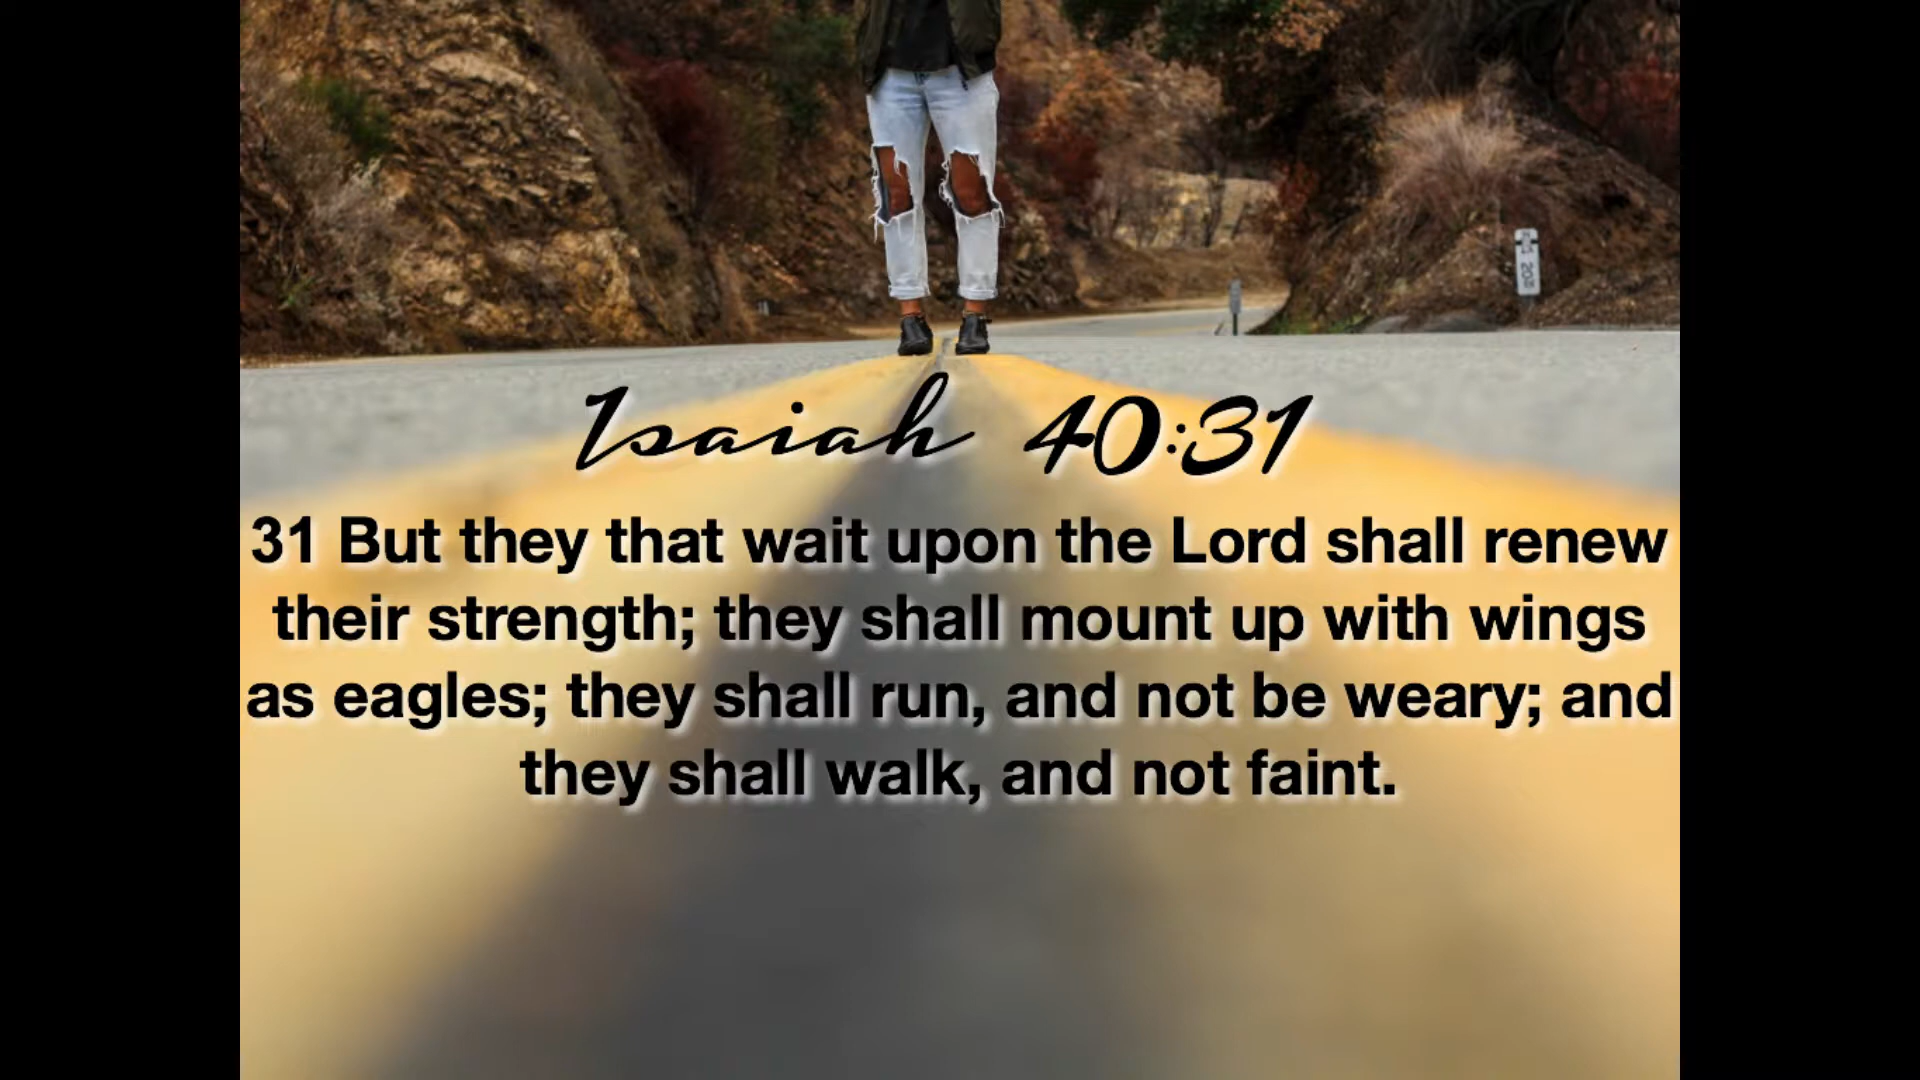 Isaiah 40:31
31 But they that wait upon the Lord shall renew
their strength; they shall mount up with wings
as eagles; they shall run, and not be weary; and
they shall walk, and not faint.